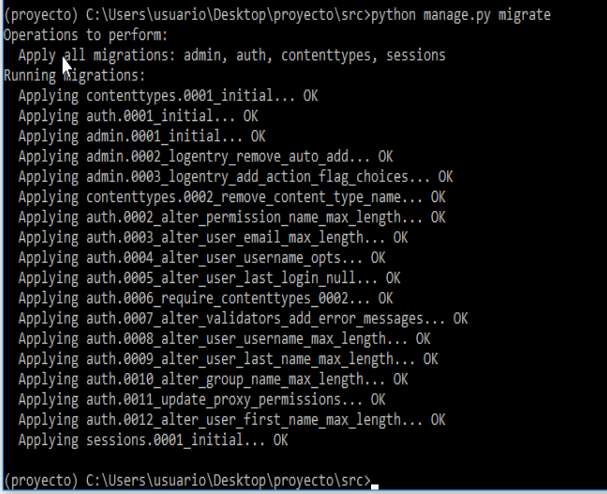 (proyecto) C:\Users\usuario\Desktop\proyecto\src>python manage.py migrate
Operations to perform:
  Apply all migrations: admin, auth, contenttypes, sessions
Running migrations:
  Applying contenttypes.0001_initial... OK
  Applying auth.0001_initial... OK
  Applying admin.0001_initial... OK
  Applying admin.0002_logentry_remove_auto_add... OK
  Applying admin.0003_logentry_add_action_flag_choices... OK
  Applying contenttypes.0002_remove_content_type_name... OK
  Applying auth.0002_alter_permission_name_max_length... OK
  Applying auth.0003_alter_user_email_max_length... OK
  Applying auth.0004_alter_user_username_opts... OK
  Applying auth.0005_alter_user_last_login_null... OK
  Applying auth.0006_require_contenttypes_0002... OK
  Applying auth.0007_alter_validators_add_error_messages... OK
  Applying auth.0008_alter_user_username_max_length... OK
  Applying auth.0009_alter_user_last_name_max_length... OK
  Applying auth.0010_alter_group_name_max_length... OK
  Applying auth.0011_update_proxy_permissions... OK
  Applying auth.0012_alter_user_first_name_max_length... OK
  Applying sessions.0001_initial... OK
(proyecto) C:\Users\usuario\Desktop\proyecto\src>